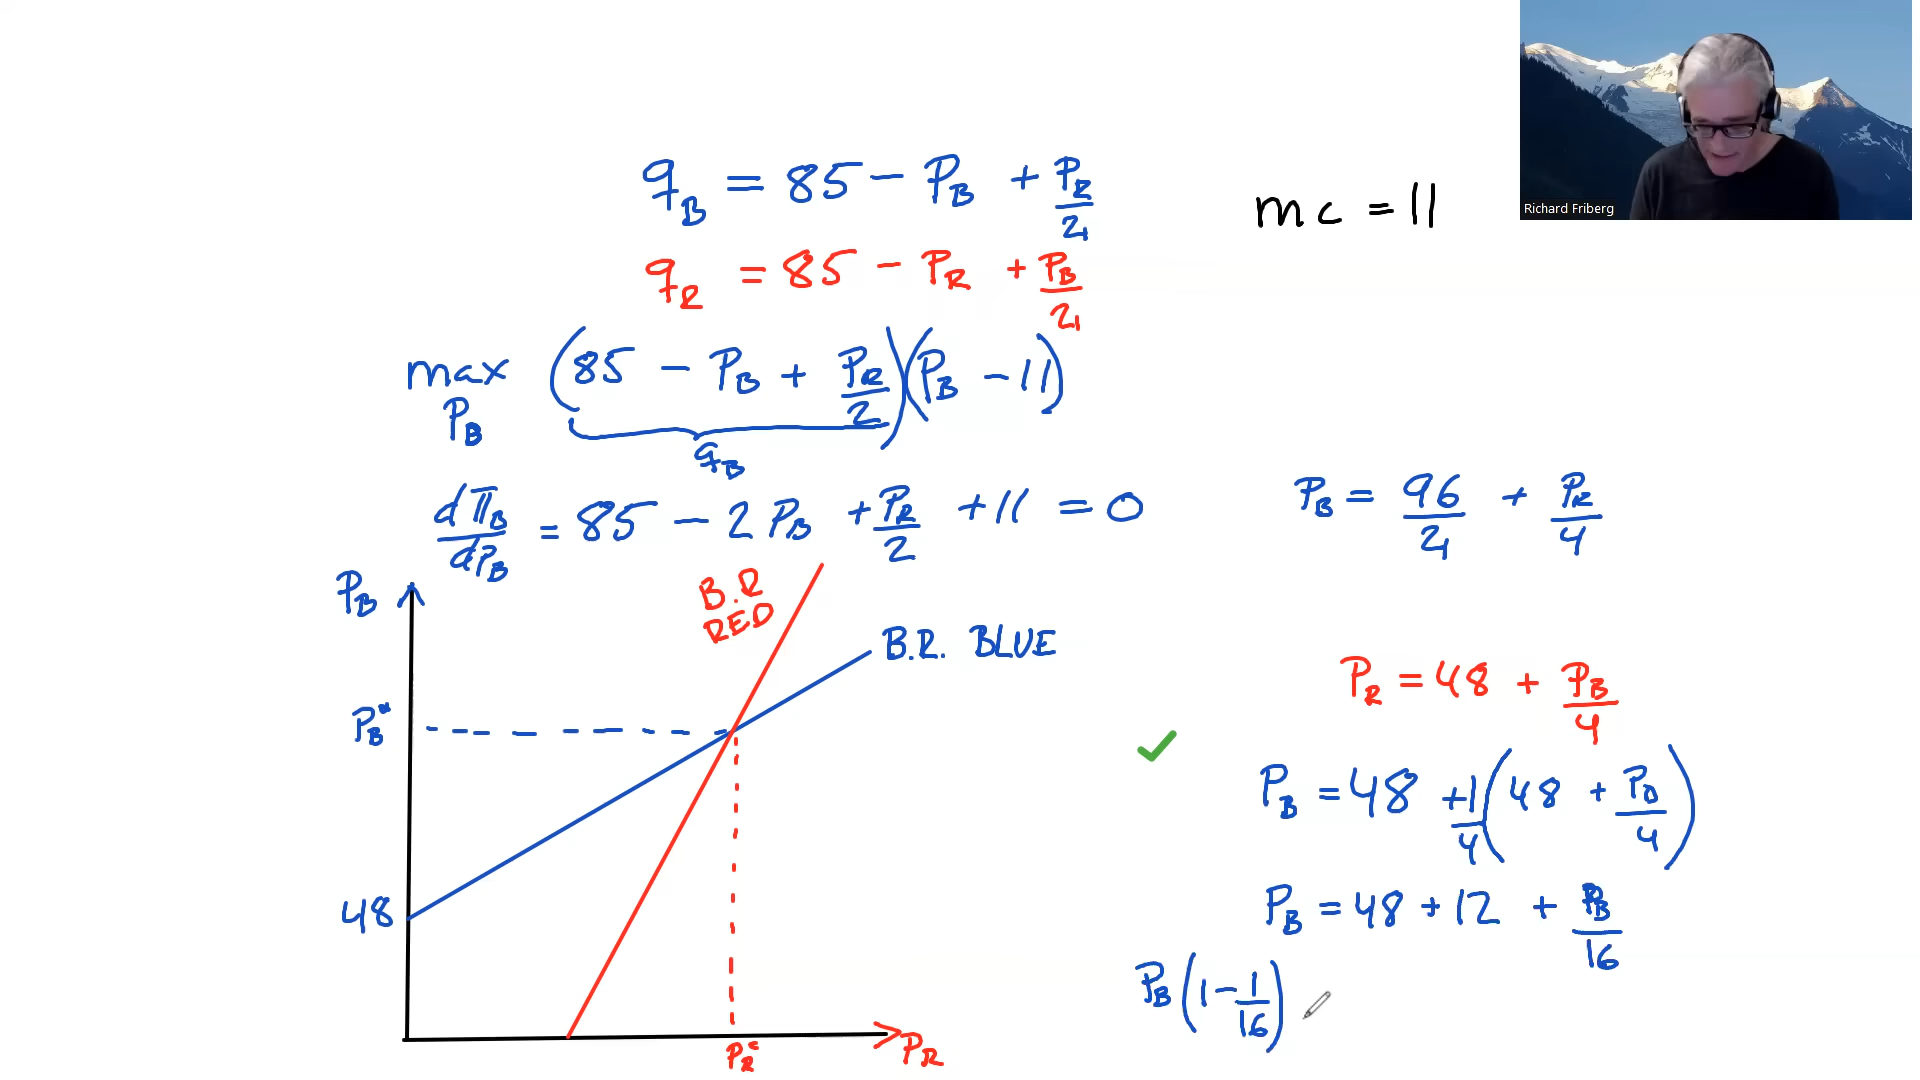 Richard Friberg
q_B = 85 - P_B + P_R/2
mc = 11
q_R = 85 - P_R + P_B/2
max P_B (85 - P_B + P_R/2)(P_B - 11)
q_B
dΠ_B/dP_B = 85 - 2P_B + P_R/2 + 11 = 0
P_B = 96/2 + P_R/4
P_B
B.R RED
B.R. BLUE
P_R = 48 + P_B/4
P_B*
P_B = 48 + 1/4(48 + P_B/4)
48
P_B = 48 + 12 + P_B/16
P_B(1 - 1/16)
P_R*
P_R